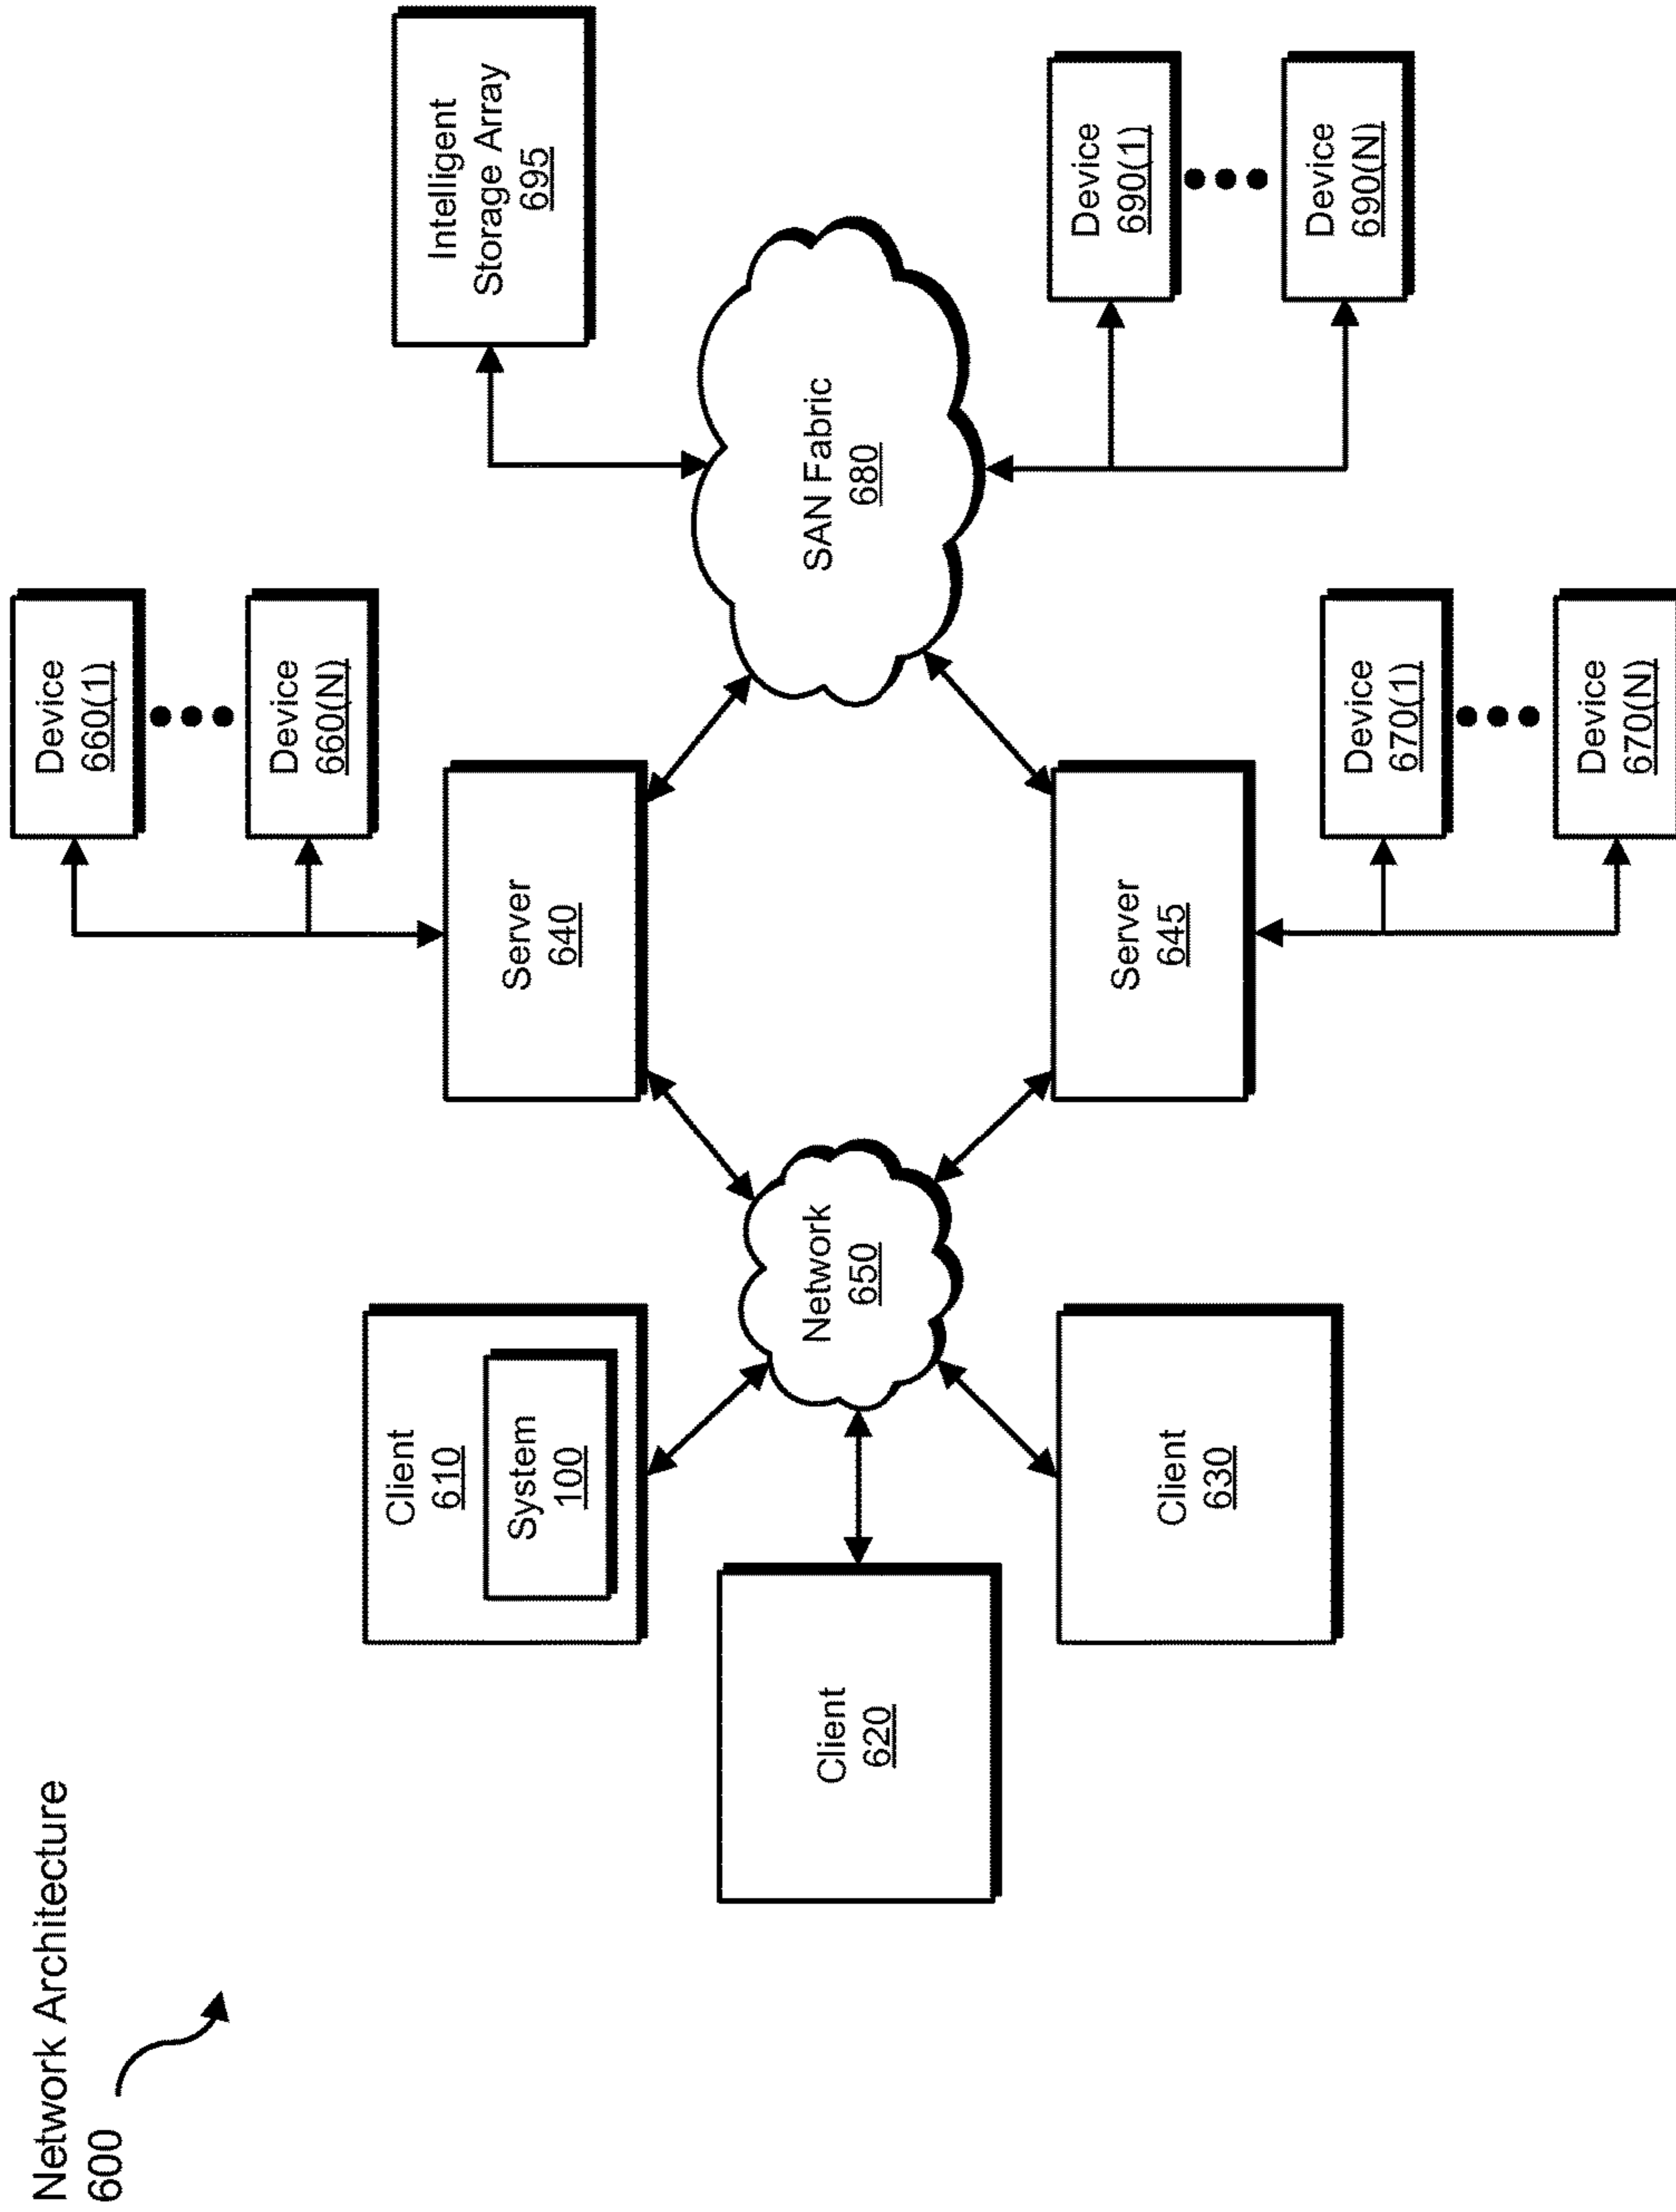 Network Architecture
600
Client
610
System
100
Client
620
Client
630
Network
650
Server
640
Server
645
Device
660(1)
Device
660(N)
Device
670(1)
Device
670(N)
SAN Fabric
680
Intelligent
Storage Array
695
Device
690(1)
Device
690(N)